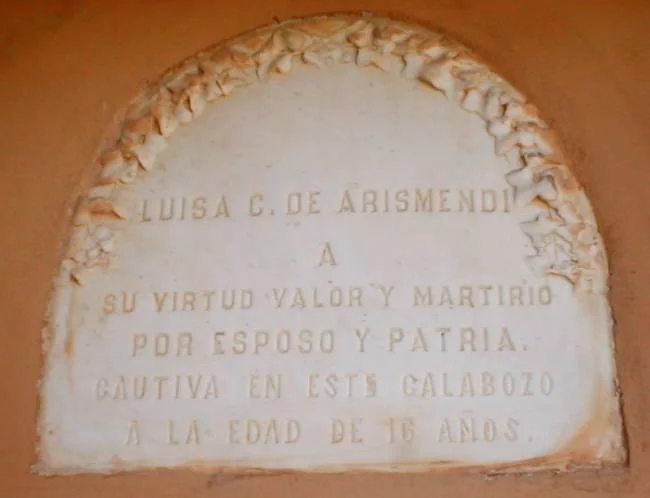 LUISA C. DE ARISMENDI
A
SU VIRTUD VALOR Y MARTIRIO
POR ESPOSO Y PATRIA.
CAUTIVA EN ESTE CALABOZO
A LA EDAD DE 16 AÑOS.